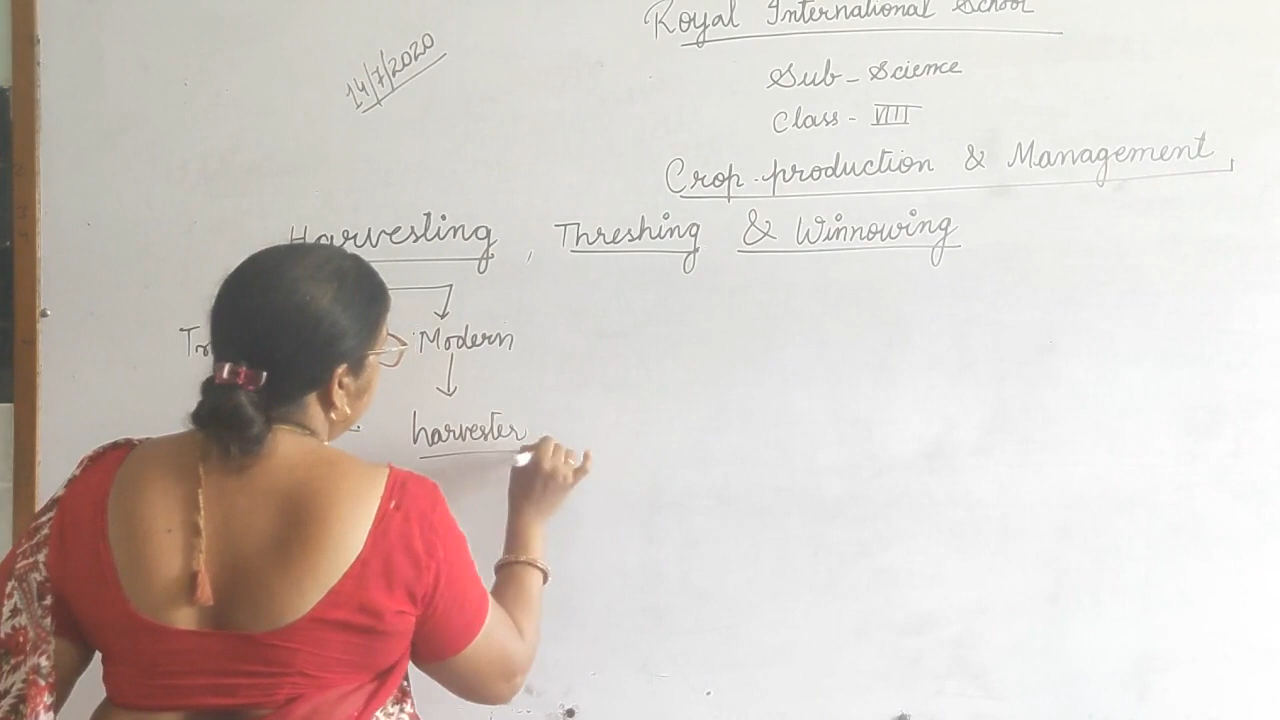 Royal International School
14/7/2020
Sub - Science
Class - VIII
Crop production & Management
Harvesting, Threshing & Winnowing
Modern
harvester